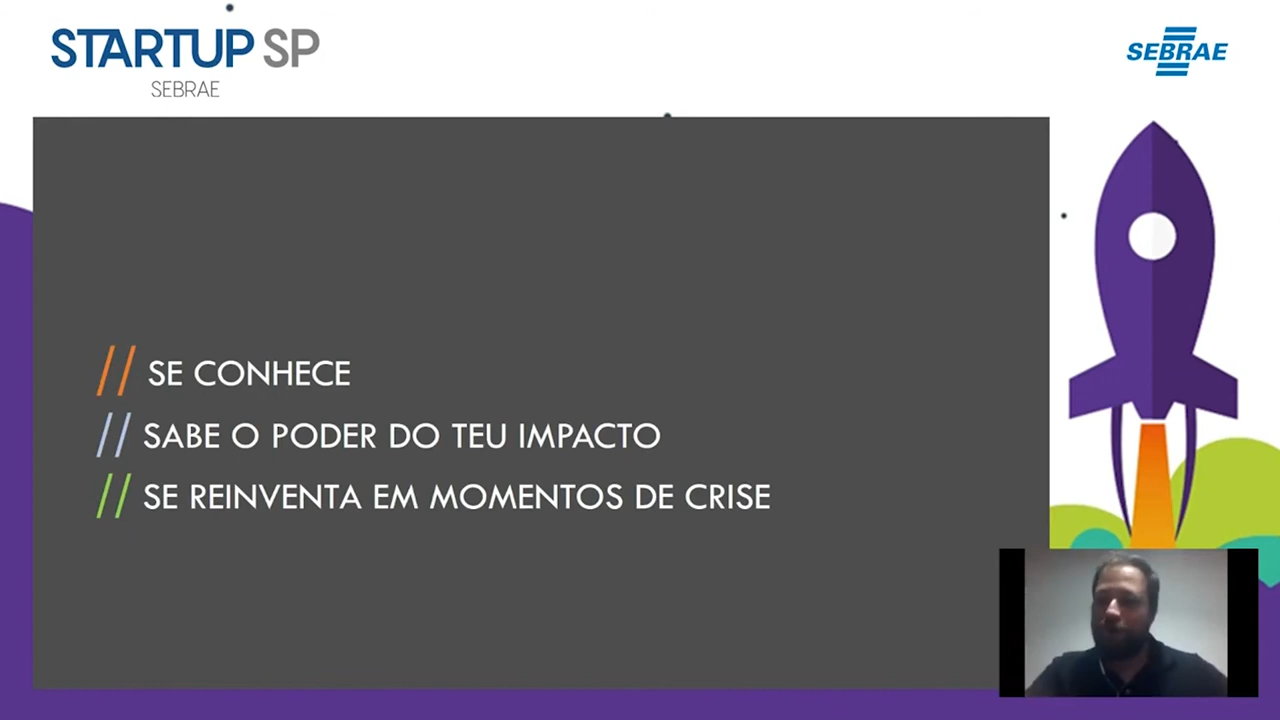 STARTUP SP
SEBRAE
SEBRAE
// SE CONHECE
// SABE O PODER DO TEU IMPACTO
// SE REINVENTA EM MOMENTOS DE CRISE